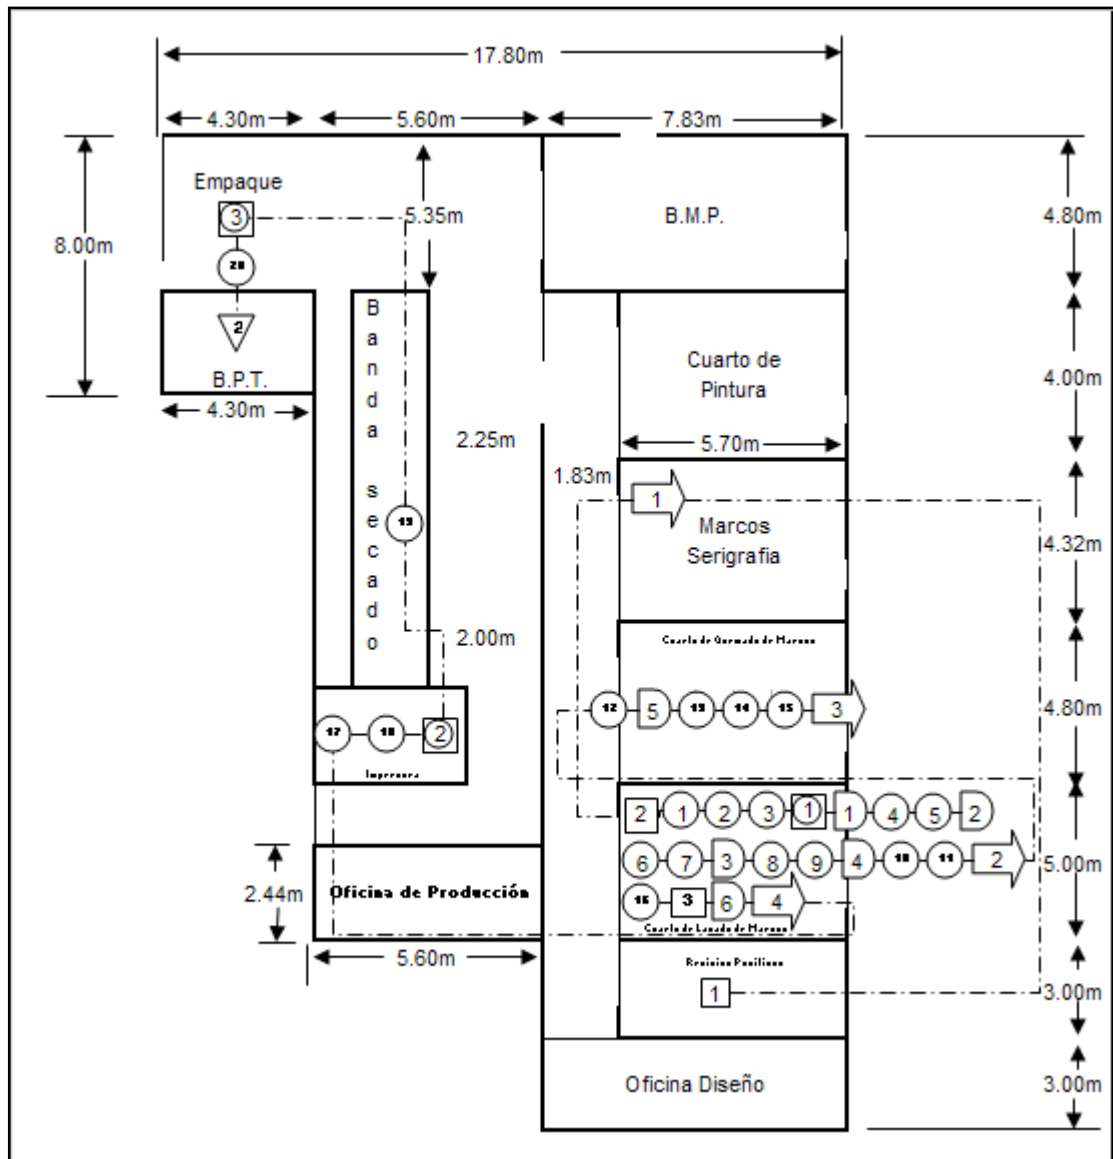 17.80m
4.30m 5.60m 7.83m
Empaque
3
5.35m
B.M.P.
4.80m
8.00m
20
2
B.P.T.
4.30m
Banda secado
Cuarto de
Pintura
4.00m
2.25m
5.70m
1.83m
1
Marcos
Serigrafia
4.32m
19
2.00m
Cuarto de Quemado de Marcos
12 5 13 14 15 3
4.80m
17 18 2
Impresora
2 1 2 3 1 1 4 5 2
6 7 3 8 9 4 10 11 2
5.00m
16 3 6 4
Cuarto de Lavado de Marcos
2.44m
Oficina de Producción
5.60m
Revision Positivos
1
3.00m
Oficina Diseño
3.00m